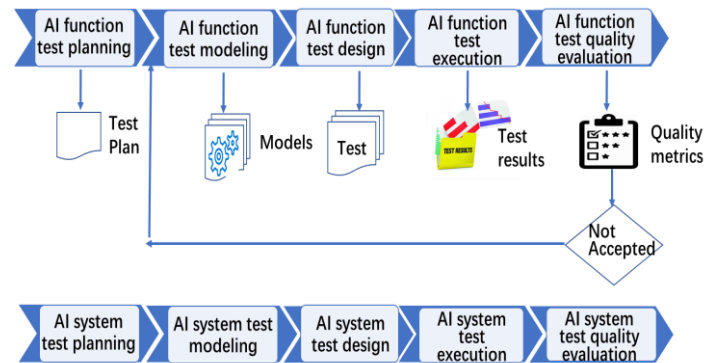 AI function
test planning
AI function
test modeling
AI function
test design
AI function
test
execution
AI function
test quality
evaluation
Test
Plan
Models
Test
TEST RESULTS
Test
results
Quality
metrics
Not
Accepted
AI system
test planning
AI system test
modeling
AI system
test design
AI system
test
execution
AI system
test quality
evaluation